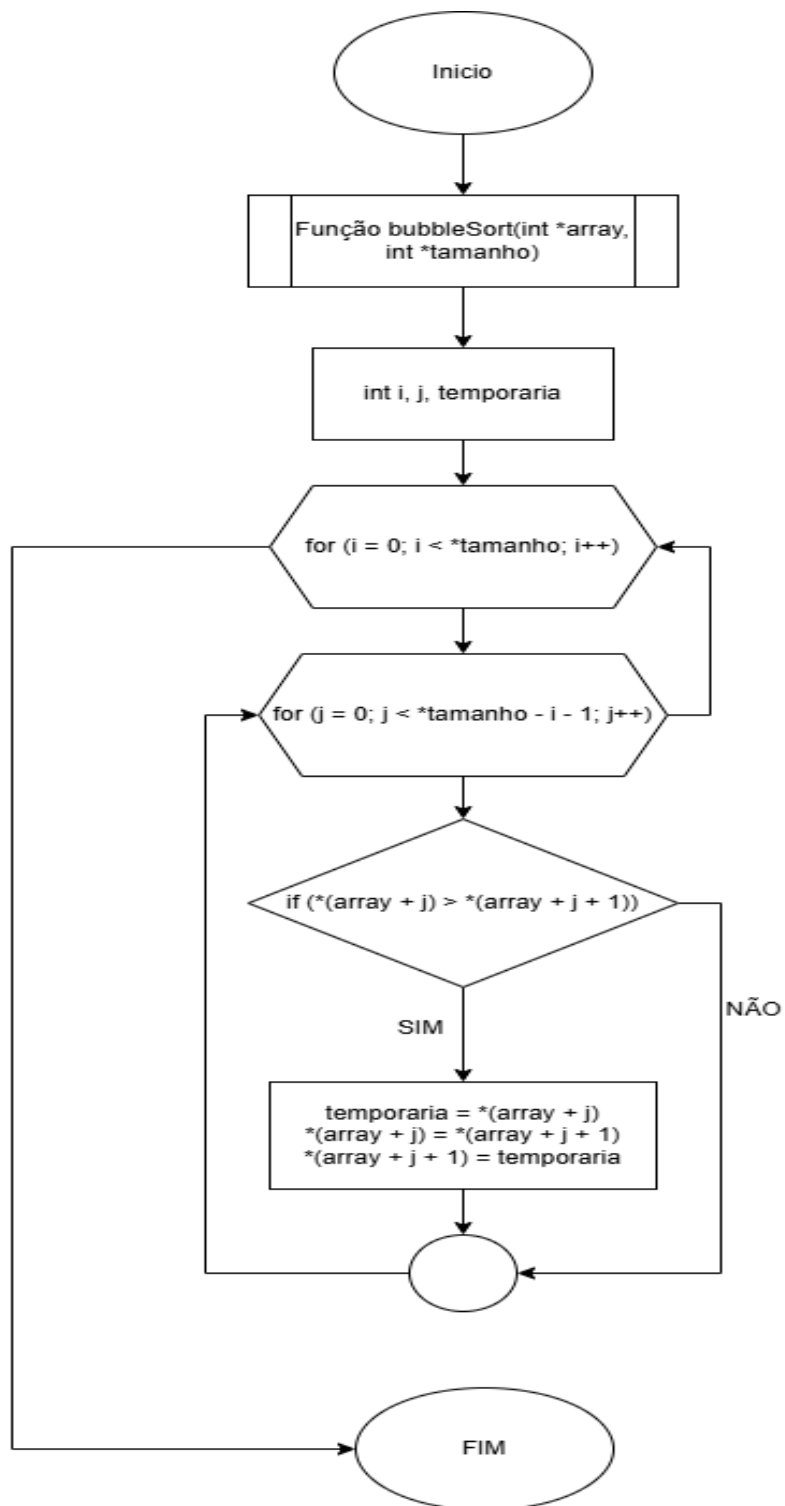 Inicio
Função bubbleSort(int *array,
int *tamanho)
int i, j, temporaria
for (i = 0; i < *tamanho; i++)
for (j = 0; j < *tamanho - i - 1; j++)
if (*(array + j) > *(array + j + 1))
SIM
NÃO
temporaria = *(array + j)
*(array + j) = *(array + j + 1)
*(array + j + 1) = temporaria
FIM